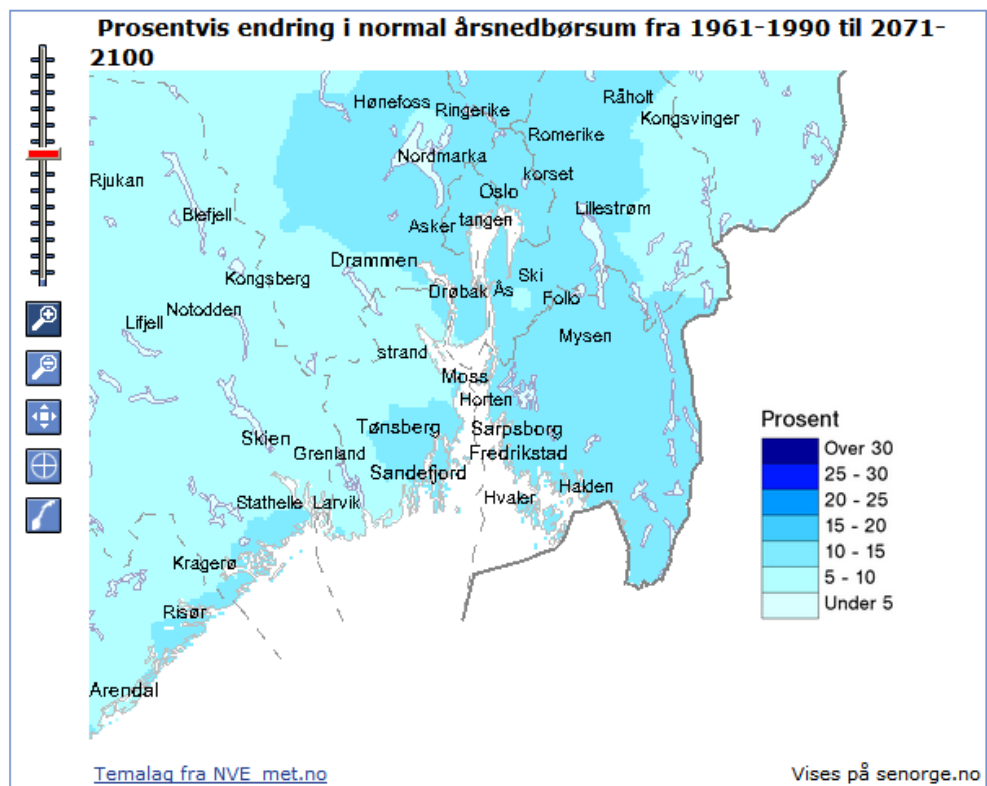 Prosentvis endring i normal årsnedbørsum fra 1961-1990 til 2071-
2100
Hønefoss
Ringerike
Råholt
Kongsvinger
Romerike
Nordmarka
Rjukan
korset
Oslo
Blefjell
Asker
tangen
Lillestrøm
Drammen
Kongsberg
Ski
Drøbak
Ås
Follo
Notodden
Lifjell
Mysen
strand
Moss
Horten
Prosent
Tønsberg
Sarpsborg
Skien
Grenland
Fredrikstad
Over 30
Sandefjord
25 - 30
Stathelle
Larvik
Hvaler
Halden
20 - 25
15 - 20
10 - 15
Kragerø
5 - 10
Risør
Under 5
Arendal
Temalag fra NVE met.no
Vises på senorge.no